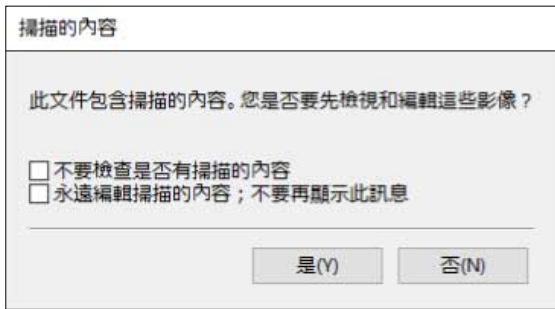 掃描的內容
此文件包含掃描的內容。您是否要先檢視和編輯這些影像？
不要檢查是否有掃描的內容
永遠編輯掃描的內容；不要再顯示此訊息
是(Y)
否(N)